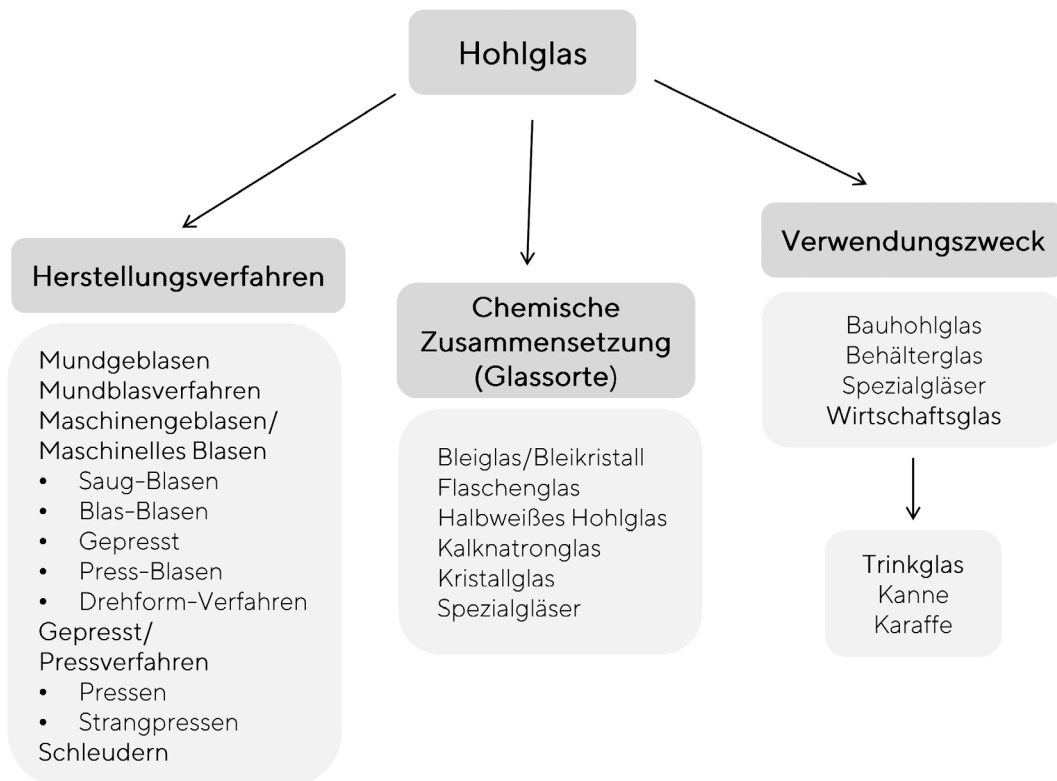 Hohlglas
Herstellungsverfahren
Mundgeblasen
Mundblasverfahren
Maschinengeblasen/
Maschinelles Blasen
• Saug-Blasen
• Blas-Blasen
• Gepresst
• Press-Blasen
• Drehform-Verfahren
Gepresst/
Pressverfahren
• Pressen
• Strangpressen
Schleudern
Chemische
Zusammensetzung
(Glassorte)
Bleiglas/Bleikristall
Flaschenglas
Halbweißes Hohlglas
Kalknatronglas
Kristallglas
Spezialgläser
Verwendungszweck
Bauhohlglas
Behälterglas
Spezialgläser
Wirtschaftsglas
Trinkglas
Kanne
Karaffe